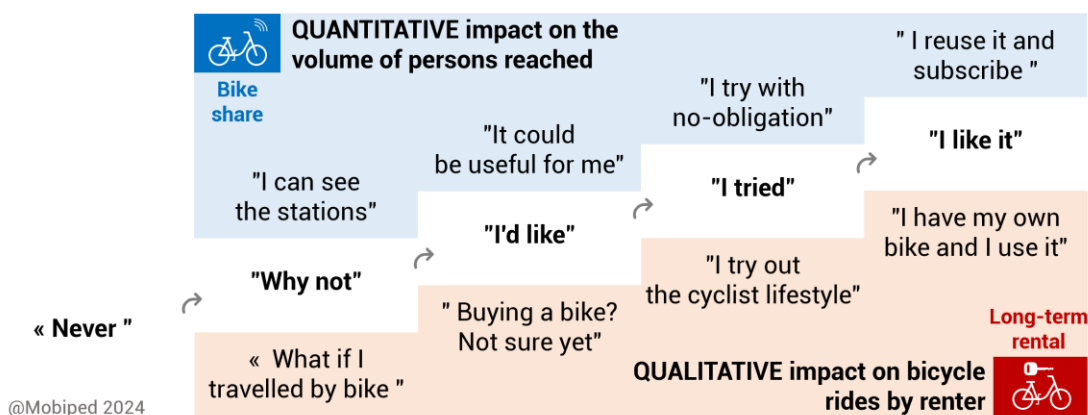 QUANTITATIVE impact on the
volume of persons reached
Bike
share
"I can see
the stations"
"It could
be useful for me"
"I try with
no-obligation"
" I reuse it and
subscribe "
« Never "
"Why not"
"I'd like"
"I tried"
"I like it"
«  What if I
travelled by bike "
" Buying a bike?
Not sure yet"
"I try out
the cyclist lifestyle"
"I have my own
bike and I use it"
Long-term
rental
QUALITATIVE impact on bicycle
rides by renter
@Mobiped 2024